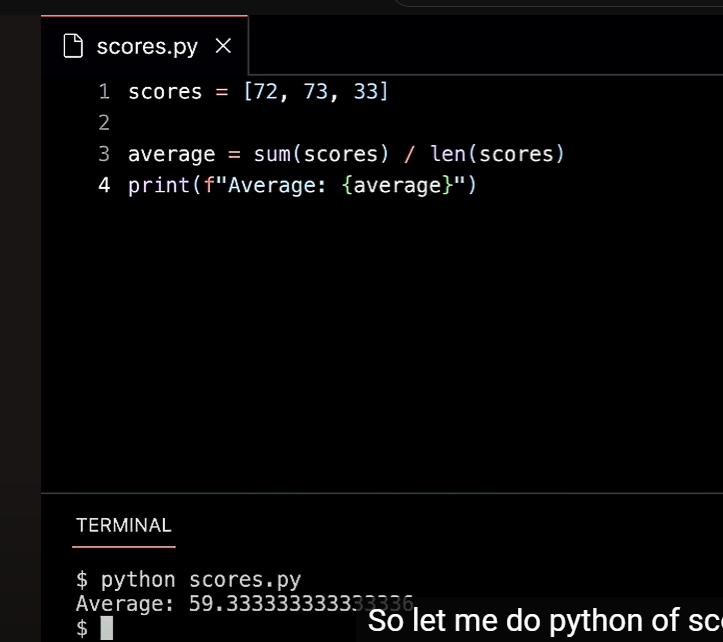 scores.py
1 scores = [72, 73, 33]
2
3 average = sum(scores) / len(scores)
4 print(f"Average: {average}")
TERMINAL
$ python scores.py
Average: 59.333333333333336
$
So let me do python of sc